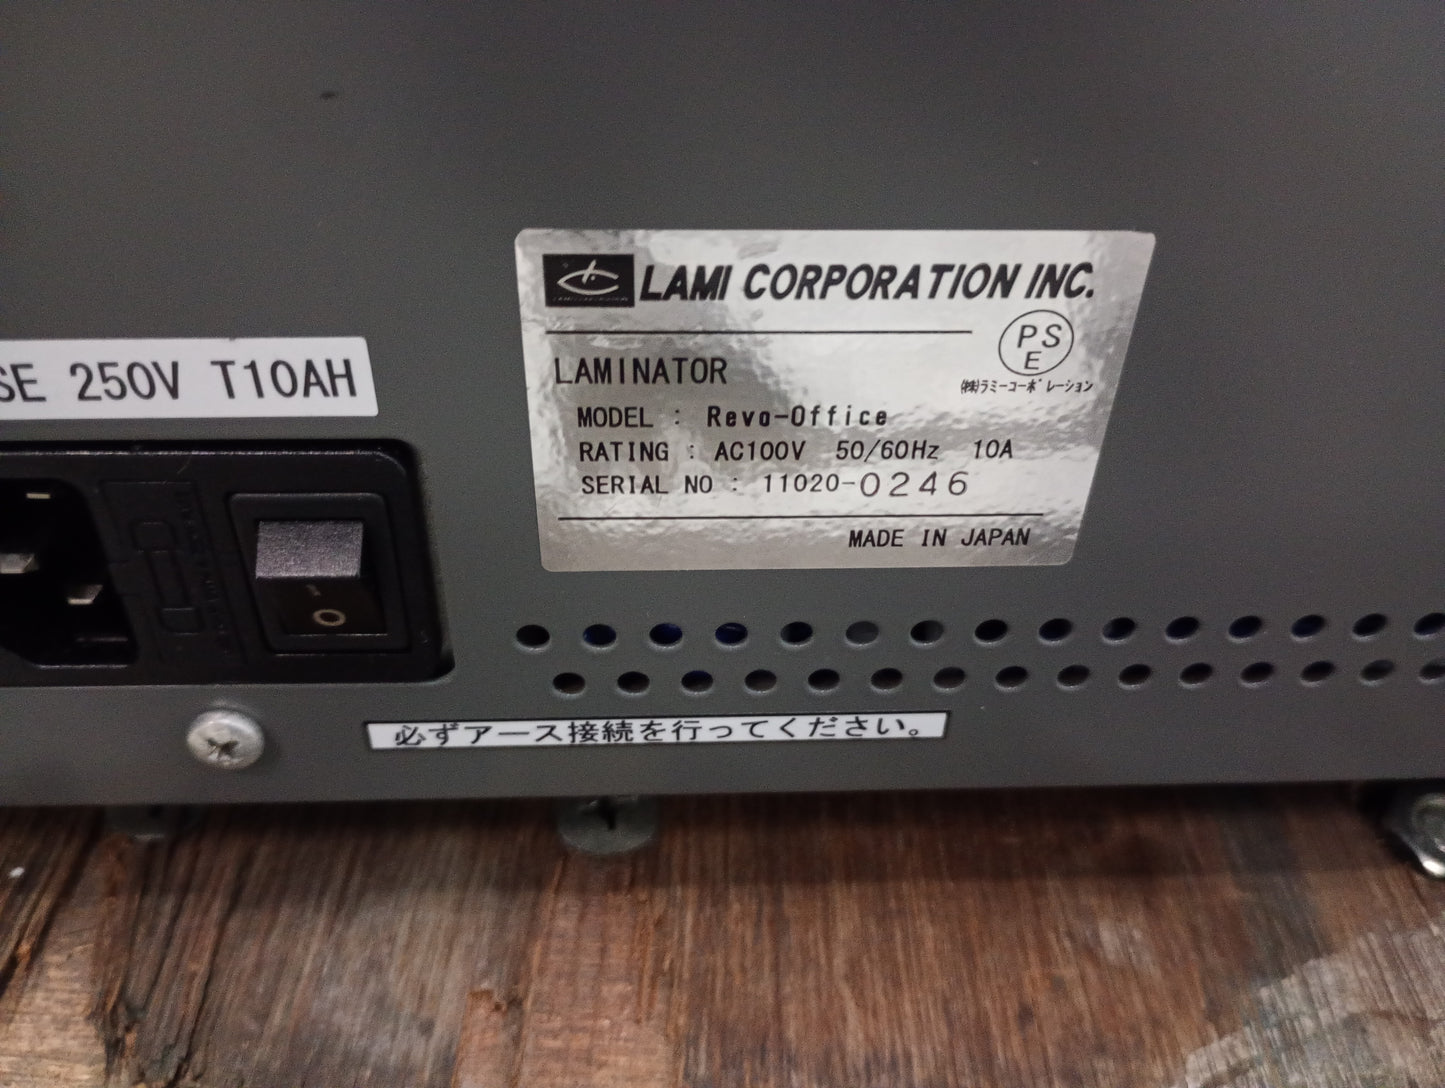 LAMI CORPORATION INC.
PS
E
㈱ラミーコーポレーション
LAMINATOR
MODEL : Revo-Office
RATING : AC100V 50/60Hz 10A
SERIAL NO : 11020-0246
MADE IN JAPAN
SE 250V T10AH
必ずアース接続を行ってください。